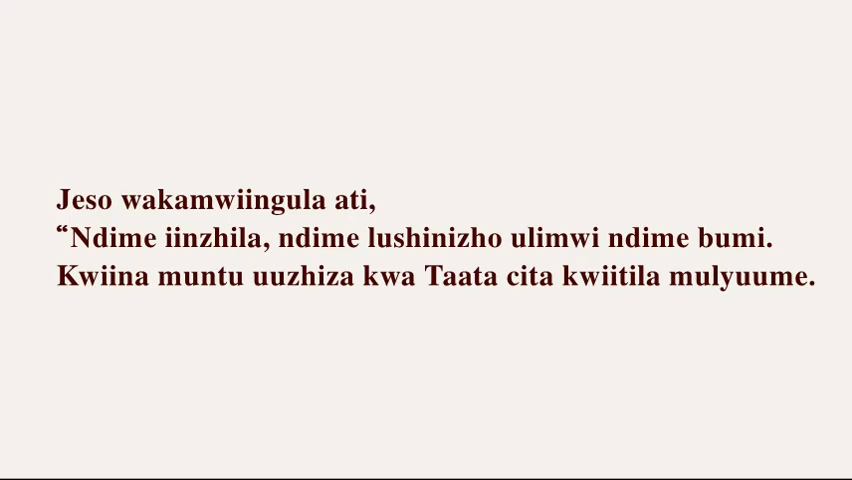 Jeso wakamwiingula ati,
“Ndime iinzhila, ndime lushinizho ulimwi ndime bumi.
Kwiina muntu uuzhiza kwa Taata cita kwiitila mulyuume.